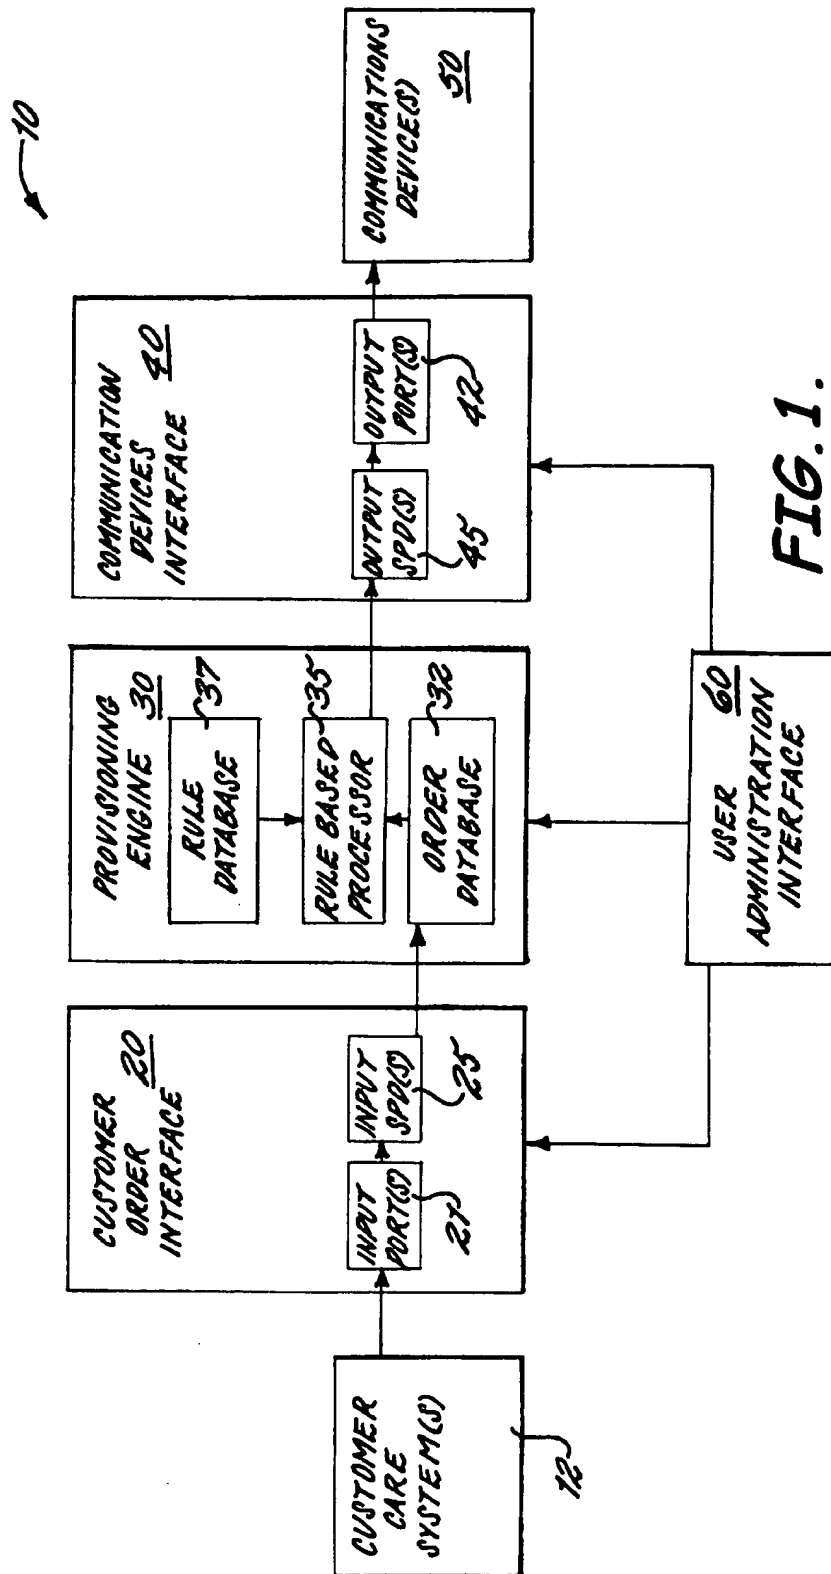 10
CUSTOMER
CARE
SYSTEM(S)
12
CUSTOMER
ORDER 20
INTERFACE
INPUT
PORT(S)
21
INPUT
SPD(S)
25
PROVISIONING
ENGINE 30
RULE
DATABASE
37
RULE BASED
PROCESSOR
35
ORDER
DATABASE
32
COMMUNICATION
DEVICES
INTERFACE 40
OUTPUT
SPD(S)
45
OUTPUT
PORT(S)
42
COMMUNICATIONS
DEVICE(S)
50
USER 60
ADMINISTRATION
INTERFACE
FIG. 1.